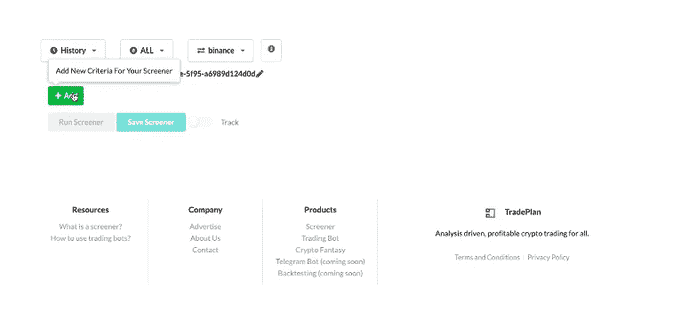 History ALL binance
Add New Criteria For Your Screener
-5f95-a6989d124d0d
Run Screener Save Screener Track
Resources Company Products TradePlan
What is a screener? Advertise Screener
How to use trading bots? About Us Trading Bot Analysis driven, profitable crypto trading for all.
Contact Crypto Fantasy
Telegram Bot (coming soon) Terms and Conditions Privacy Policy
Backtesting (coming soon)